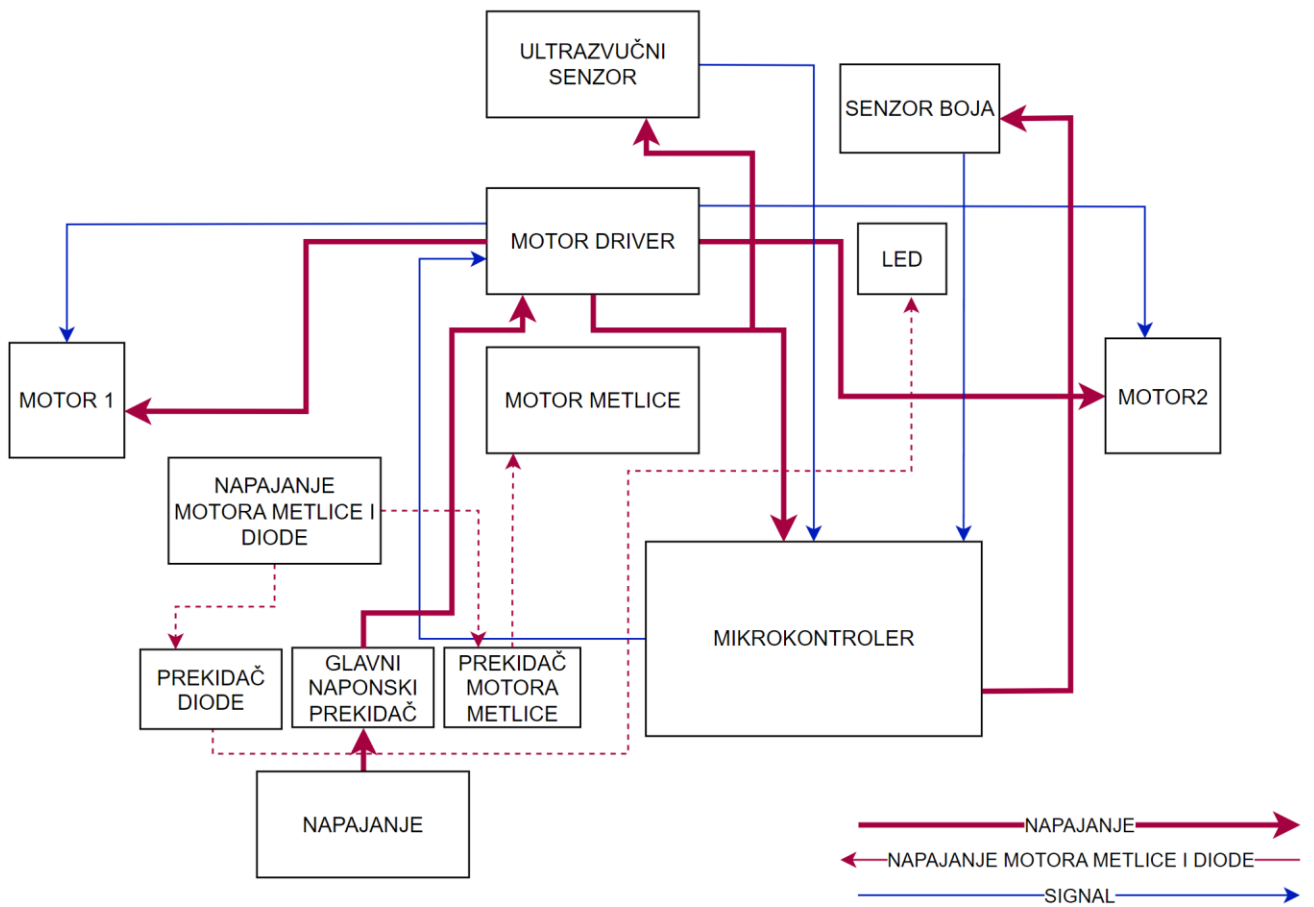 ULTRAZVUČNI
SENZOR
SENZOR BOJA
MOTOR DRIVER
LED
MOTOR 1
MOTOR METLICE
MOTOR2
NAPAJANJE
MOTORA METLICE I
DIODE
MIKROKONTROLER
PREKIDAČ
DIODE
GLAVNI
NAPONSKI
PREKIDAČ
PREKIDAČ
MOTORA
METLICE
NAPAJANJE
NAPAJANJE
NAPAJANJE MOTORA METLICE I DIODE
SIGNAL